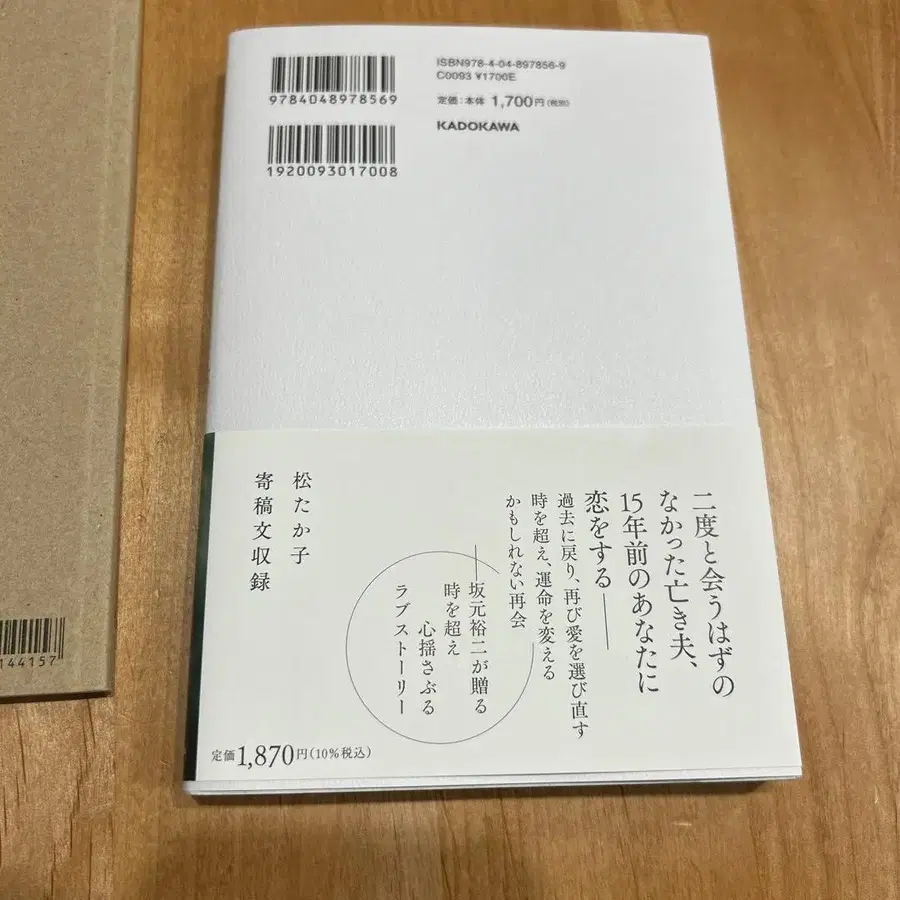 9784048978569
ISBN978-4-04-897856-9
C0093 ¥1700E
定価:本体 1,700円(税別)
KADOKAWA
1920093017008
二度と会うはずの
なかった亡き夫、
15年前のあなたに
恋をする——
過去に戻り、再び愛を選び直す
時を超え、運命を変える
かもしれない再会
——坂元裕二が贈る
時を超え
心揺さぶる
ラブストーリー
松たか子
寄稿文収録
定価1,870円(10%税込)
144157